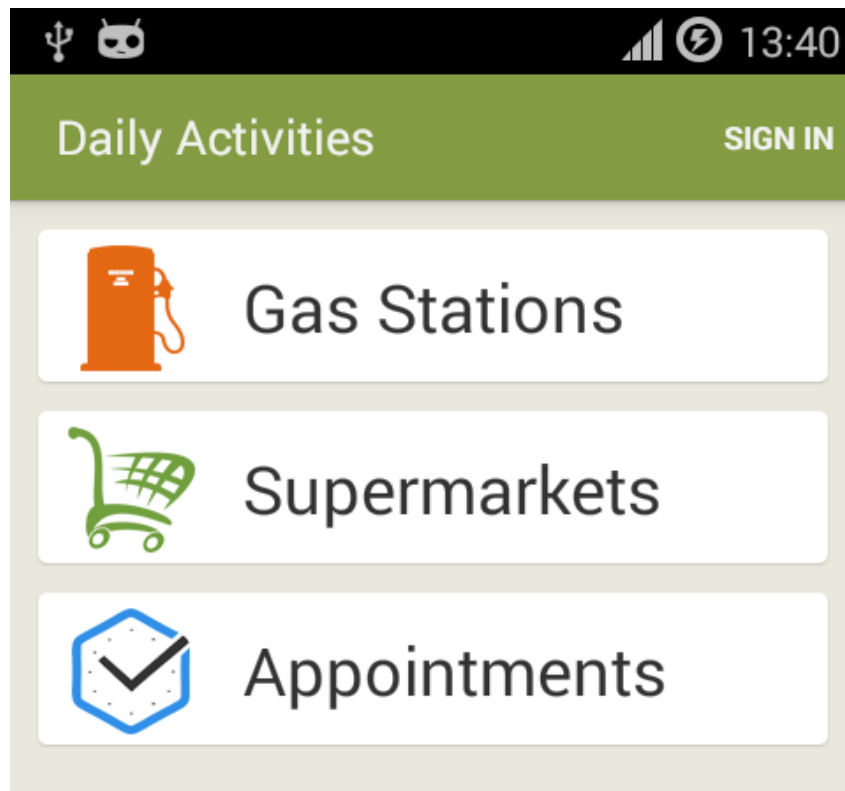 13:40
Daily Activities SIGN IN
Gas Stations
Supermarkets
Appointments